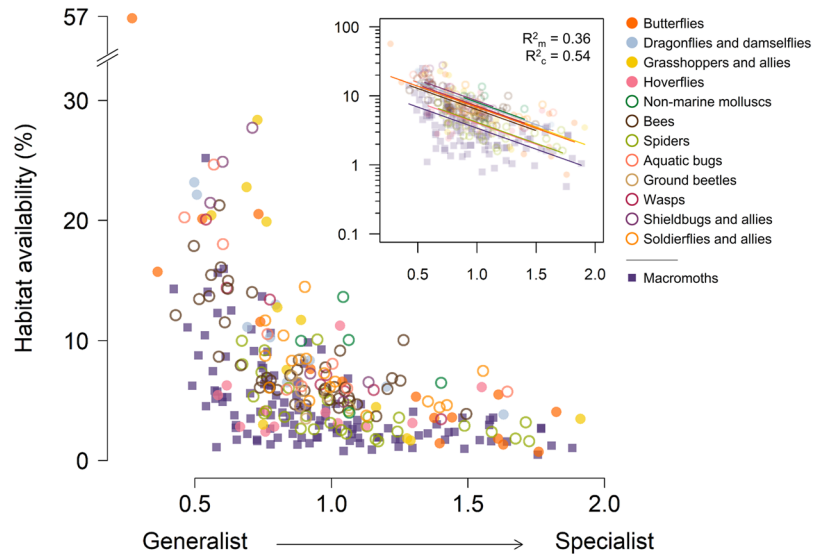 57
30
20
10
0
Habitat availability (%)
0.5
1.0
1.5
2.0
Generalist
Specialist
100
10
1
0.1
0.5
1.0
1.5
2.0
R²m = 0.36
R²c = 0.54
Butterflies
Dragonflies and damselflies
Grasshoppers and allies
Hoverflies
Non-marine molluscs
Bees
Spiders
Aquatic bugs
Ground beetles
Wasps
Shieldbugs and allies
Soldierflies and allies
Macromoths